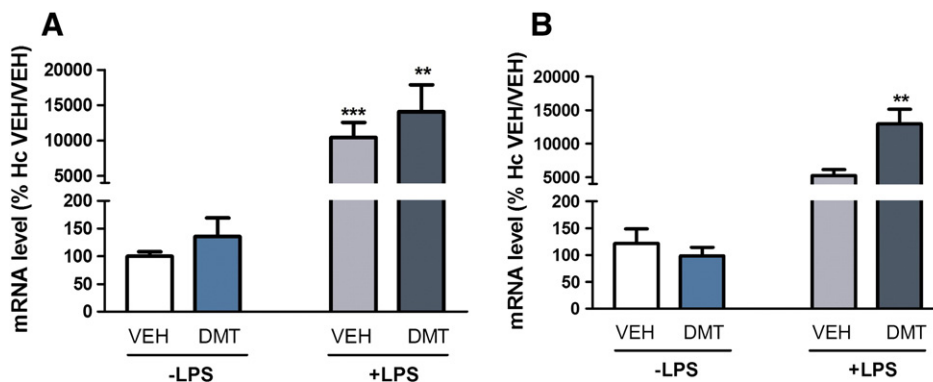 A
mRNA level (% Hc VEH/VEH)
20000
15000
10000
5000
200
150
100
50
0
***
**
VEH DMT VEH DMT
-LPS +LPS
B
mRNA level (% Hc VEH/VEH)
20000
15000
10000
5000
200
150
100
50
0
**
VEH DMT VEH DMT
-LPS +LPS